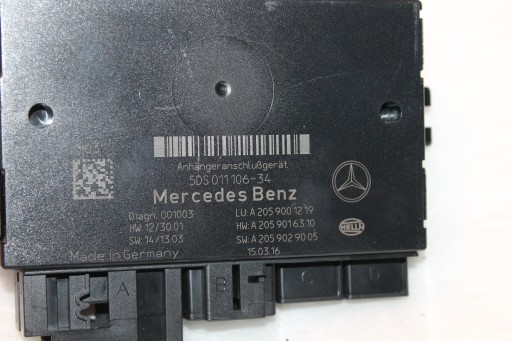 Anhängeranschlußgerät
5DS 011 106-34
Mercedes Benz
Diagn. 001003 LU: A 205 900 12 19
HW: 12/30.01 HW: A 205 901 63 10
SW: 14/13.03 SW: A 205 902 90 05
Made in Germany 15.03.16
HELLA
A B